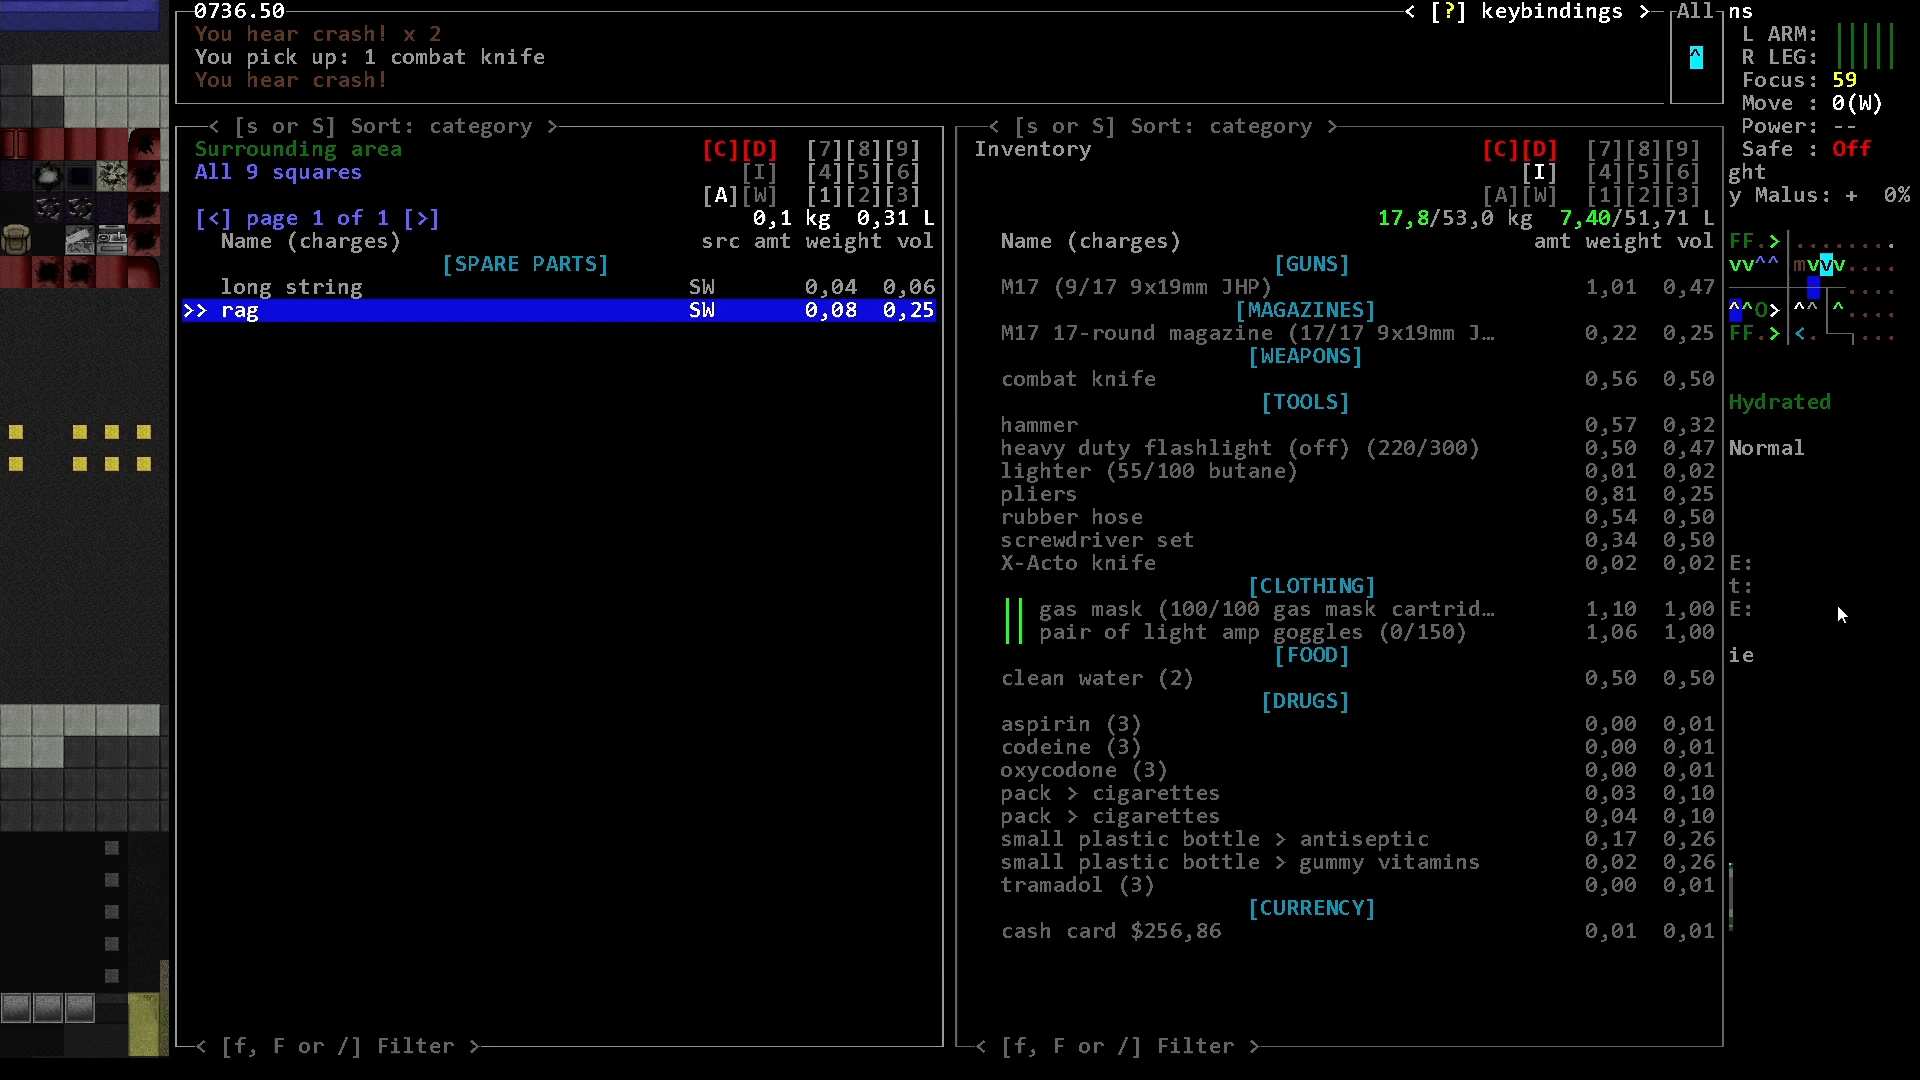 0736.50 < [?] keybindings > All ns
You hear crash! x 2
You pick up: 1 combat knife
You hear crash!
^
L ARM: |||||
R LEG: |||||
Focus: 59
Move : 0(W)
Power: --
Safe : Off
ght
y Malus: + 0%
< [s or S] Sort: category >
Surrounding area [C][D] [7][8][9]
All 9 squares [I] [4][5][6]
[A][W] [1][2][3]
[<] page 1 of 1 [>] 0,1 kg 0,31 L
Name (charges) src amt weight vol
[SPARE PARTS]
long string SW 0,04 0,06
>> rag SW 0,08 0,25
< [f, F or /] Filter >
< [s or S] Sort: category >
Inventory [C][D] [7][8][9]
[I] [4][5][6]
[A][W] [1][2][3]
17,8/53,0 kg 7,40/51,71 L
Name (charges) amt weight vol
[GUNS]
M17 (9/17 9x19mm JHP) 1,01 0,47
[MAGAZINES]
M17 17-round magazine (17/17 9x19mm J… 0,22 0,25
[WEAPONS]
combat knife 0,56 0,50
[TOOLS]
hammer 0,57 0,32
heavy duty flashlight (off) (220/300) 0,50 0,47
lighter (55/100 butane) 0,01 0,02
pliers 0,81 0,25
rubber hose 0,54 0,50
screwdriver set 0,34 0,50
X-Acto knife 0,02 0,02
[CLOTHING]
gas mask (100/100 gas mask cartrid… 1,10 1,00
pair of light amp goggles (0/150) 1,06 1,00
[FOOD]
clean water (2) 0,50 0,50
[DRUGS]
aspirin (3) 0,00 0,01
codeine (3) 0,00 0,01
oxycodone (3) 0,00 0,01
pack > cigarettes 0,03 0,10
pack > cigarettes 0,04 0,10
small plastic bottle > antiseptic 0,17 0,26
small plastic bottle > gummy vitamins 0,02 0,26
tramadol (3) 0,00 0,01
[CURRENCY]
cash card $256,86 0,01 0,01
< [f, F or /] Filter >
FF.>|........
vv^^|mvvv....
^^O>|^^ ^....
FF.>|<. ...
Hydrated
Normal
E:
t:
E:
ie